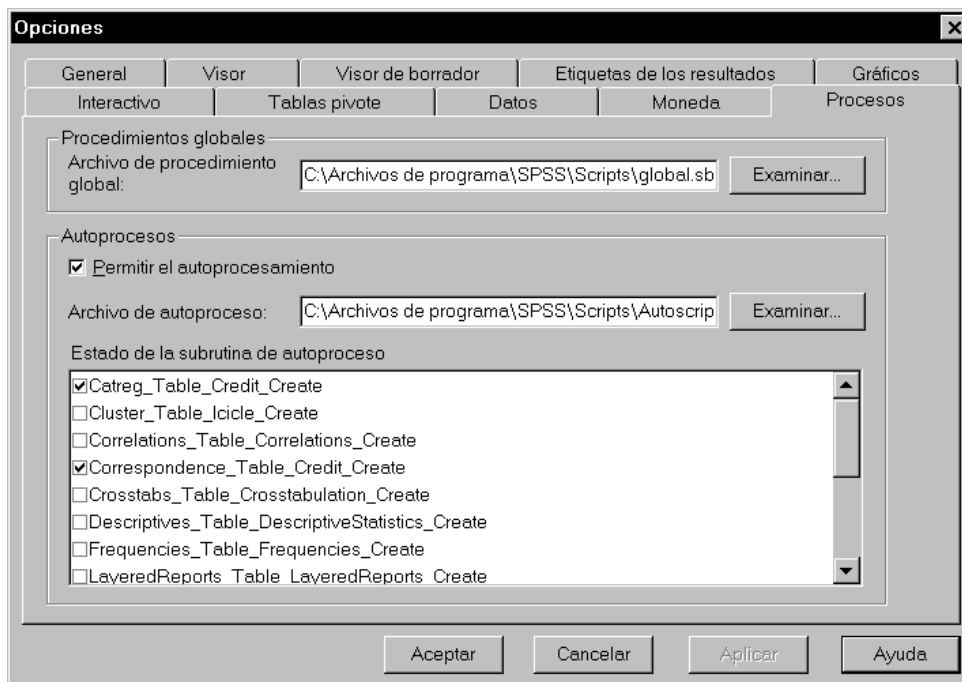 Opciones
General Visor Visor de borrador Etiquetas de los resultados Gráficos
Interactivo Tablas pivote Datos Moneda Procesos
Procedimientos globales
Archivo de procedimiento
global:
C:\Archivos de programa\SPSS\Scripts\global.sb
Examinar...
Autoprocesos
Permitir el autoprocesamiento
Archivo de autoproceso:
C:\Archivos de programa\SPSS\Scripts\Autoscrip
Examinar...
Estado de la subrutina de autoproceso
Catreg_Table_Credit_Create
Cluster_Table_Icicle_Create
Correlations_Table_Correlations_Create
Correspondence_Table_Credit_Create
Crosstabs_Table_Crosstabulation_Create
Descriptives_Table_DescriptiveStatistics_Create
Frequencies_Table_Frequencies_Create
LayeredReports_Table_LayeredReports_Create
Aceptar Cancelar Aplicar Ayuda